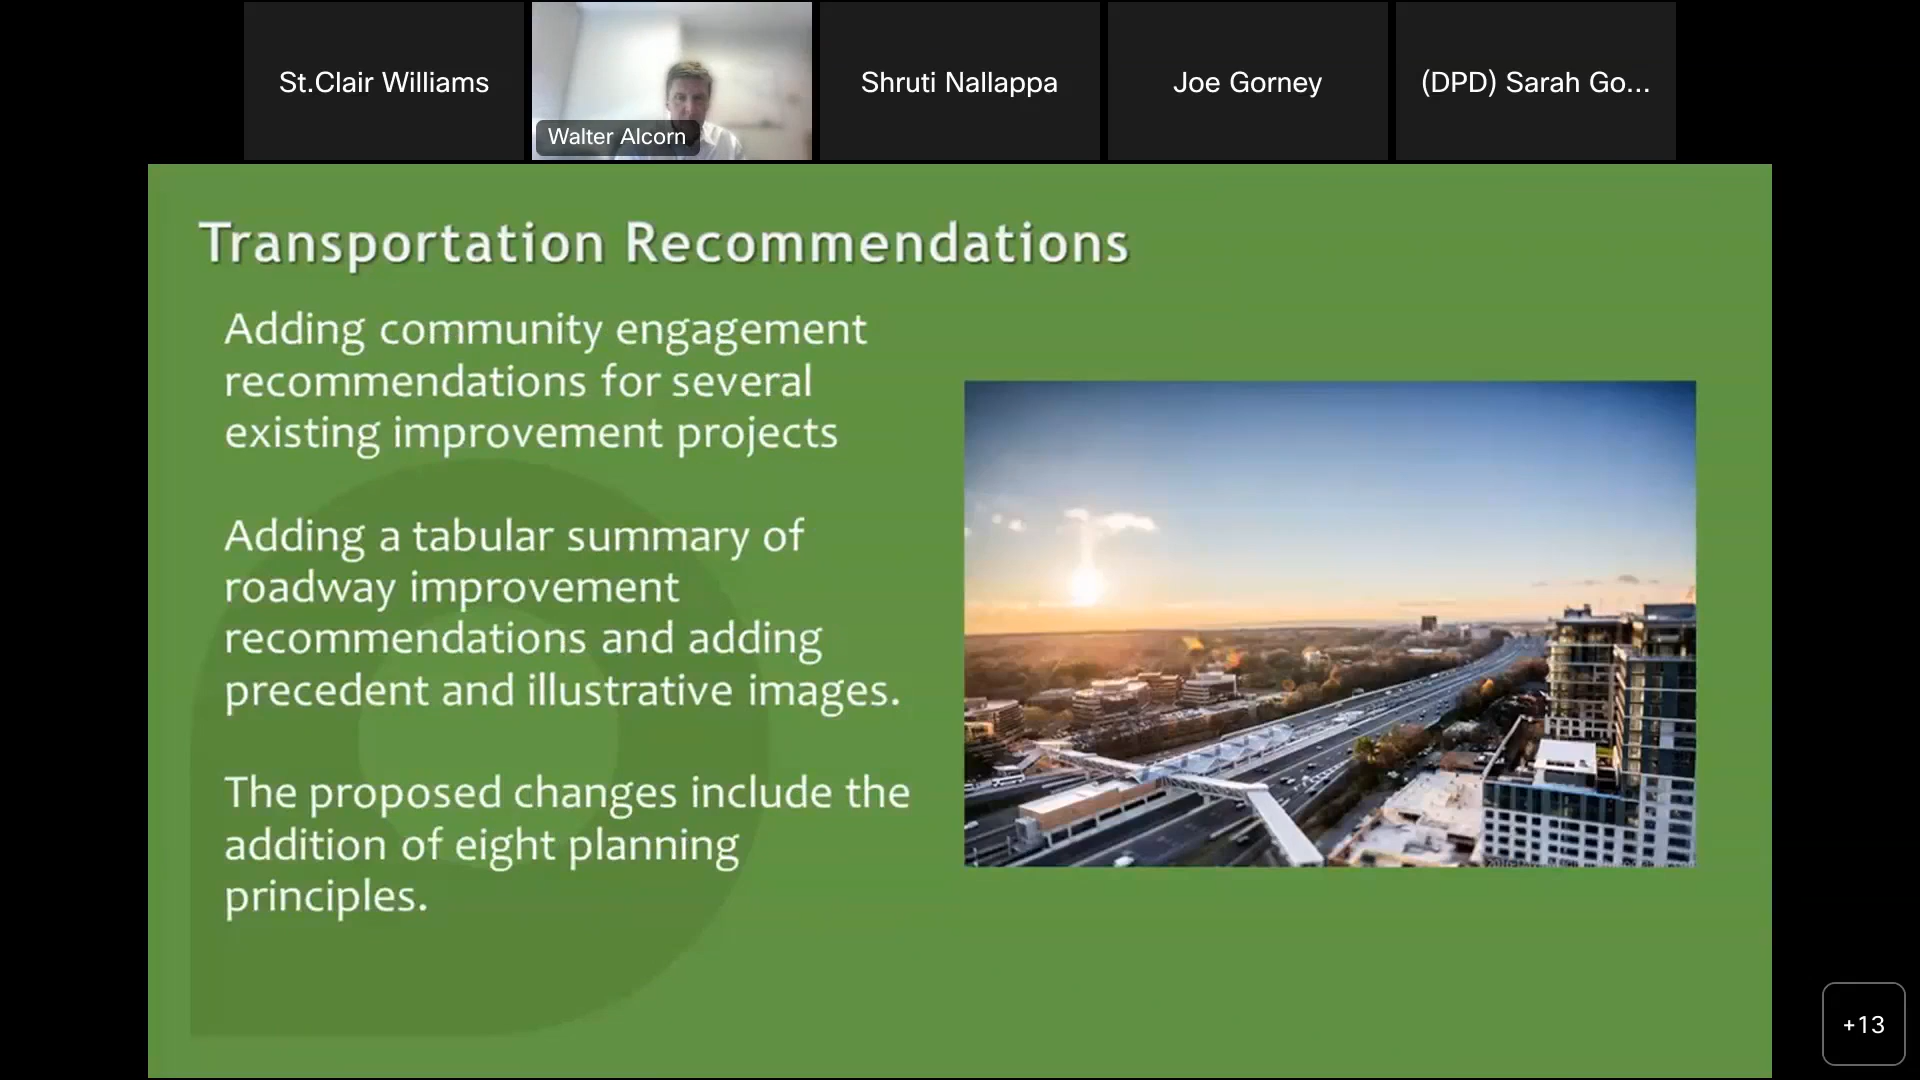 St.Clair Williams
Walter Alcorn
Shruti Nallappa
Joe Gorney
(DPD) Sarah Go...
Transportation Recommendations
Adding community engagement
recommendations for several
existing improvement projects
Adding a tabular summary of
roadway improvement
recommendations and adding
precedent and illustrative images.
The proposed changes include the
addition of eight planning
principles.
+13